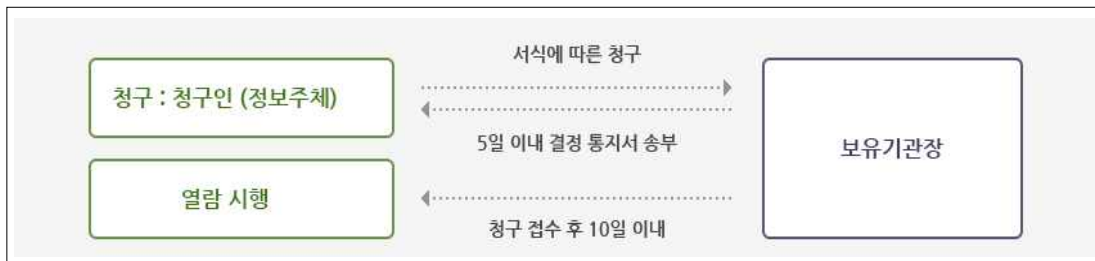 서식에 따른 청구
청구 : 청구인 (정보주체)
5일 이내 결정 통지서 송부
보유기관장
열람 시행
청구 접수 후 10일 이내